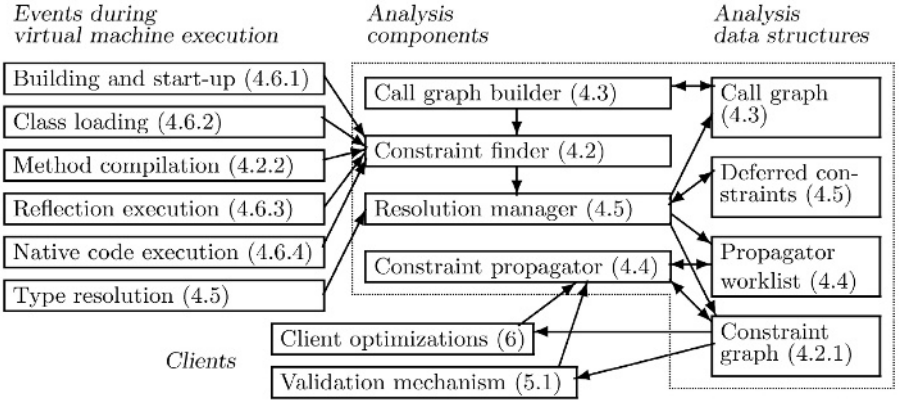 Events during
virtual machine execution
Analysis
components
Analysis
data structures
Building and start-up (4.6.1)
Class loading (4.6.2)
Method compilation (4.2.2)
Reflection execution (4.6.3)
Native code execution (4.6.4)
Type resolution (4.5)
Call graph builder (4.3)
Constraint finder (4.2)
Resolution manager (4.5)
Constraint propagator (4.4)
Call graph
(4.3)
Deferred con-
straints (4.5)
Propagator
worklist (4.4)
Constraint
graph (4.2.1)
Clients
Client optimizations (6)
Validation mechanism (5.1)